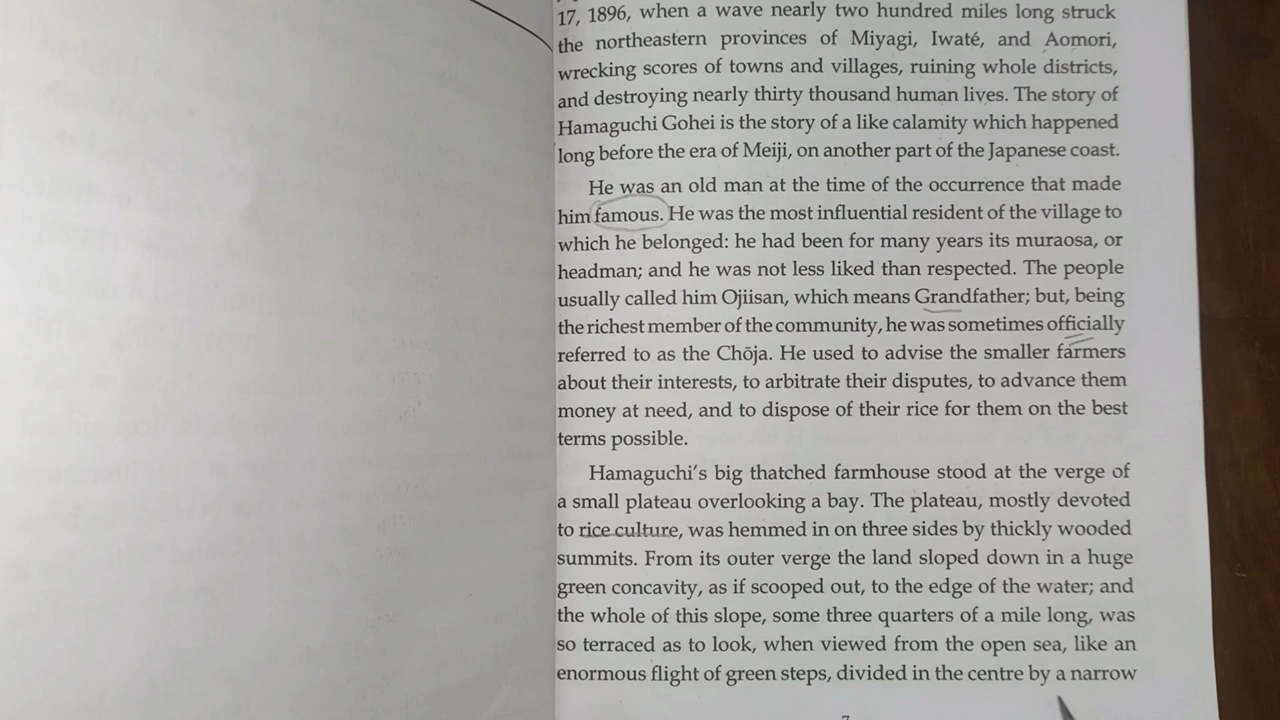 17, 1896, when a wave nearly two hundred miles long struck
the northeastern provinces of Miyagi, Iwaté, and Aomori,
wrecking scores of towns and villages, ruining whole districts,
and destroying nearly thirty thousand human lives. The story of
Hamaguchi Gohei is the story of a like calamity which happened
long before the era of Meiji, on another part of the Japanese coast.
He was an old man at the time of the occurrence that made
him famous. He was the most influential resident of the village to
which he belonged: he had been for many years its muraosa, or
headman; and he was not less liked than respected. The people
usually called him Ojiisan, which means Grandfather; but, being
the richest member of the community, he was sometimes officially
referred to as the Chōja. He used to advise the smaller farmers
about their interests, to arbitrate their disputes, to advance them
money at need, and to dispose of their rice for them on the best
terms possible.
Hamaguchi's big thatched farmhouse stood at the verge of
a small plateau overlooking a bay. The plateau, mostly devoted
to rice culture, was hemmed in on three sides by thickly wooded
summits. From its outer verge the land sloped down in a huge
green concavity, as if scooped out, to the edge of the water; and
the whole of this slope, some three quarters of a mile long, was
so terraced as to look, when viewed from the open sea, like an
enormous flight of green steps, divided in the centre by a narrow